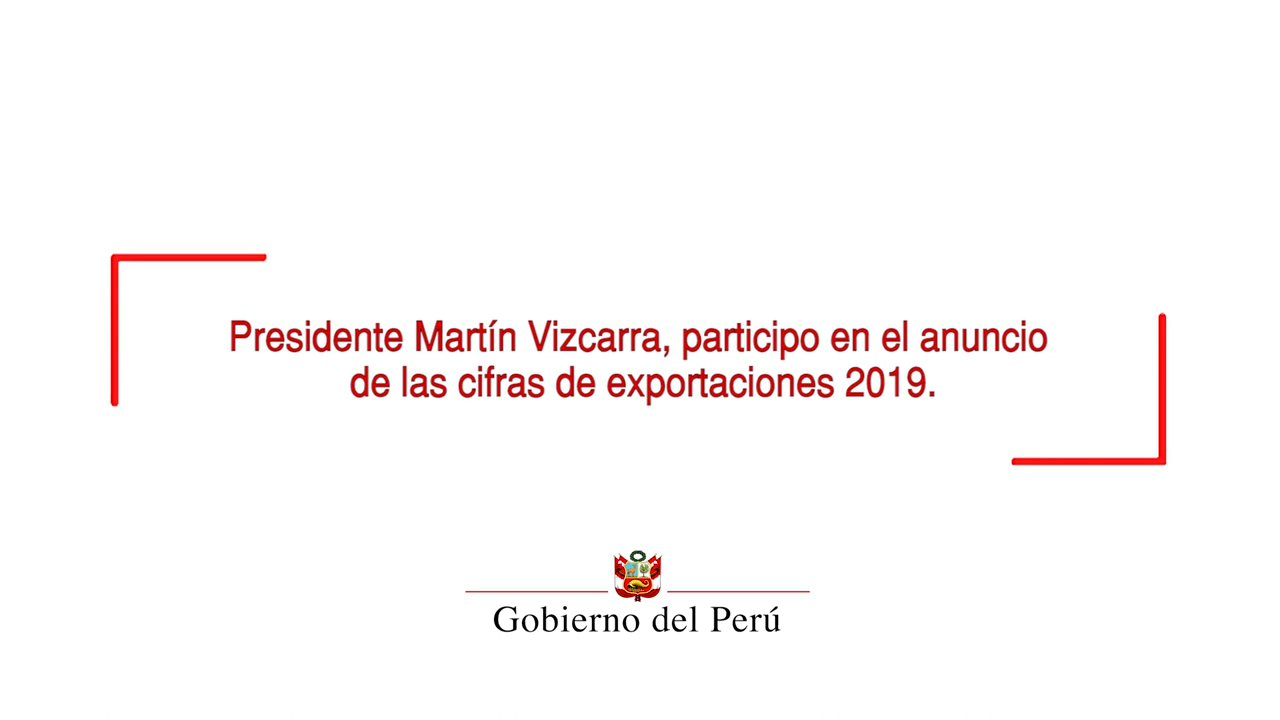 Presidente Martín Vizcarra, participo en el anuncio
de las cifras de exportaciones 2019.
Gobierno del Perú